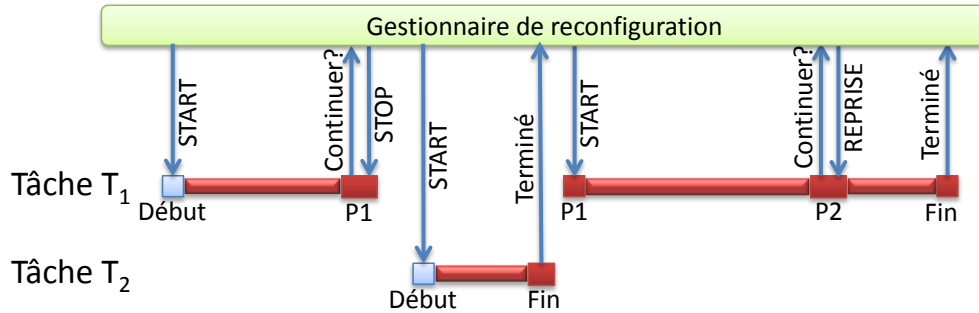 Gestionnaire de reconfiguration
START
Continuer?
STOP
START
Terminé
START
Continuer?
REPRISE
Terminé
Tâche T1
Début
P1
P1
P2
Fin
Tâche T2
Début
Fin